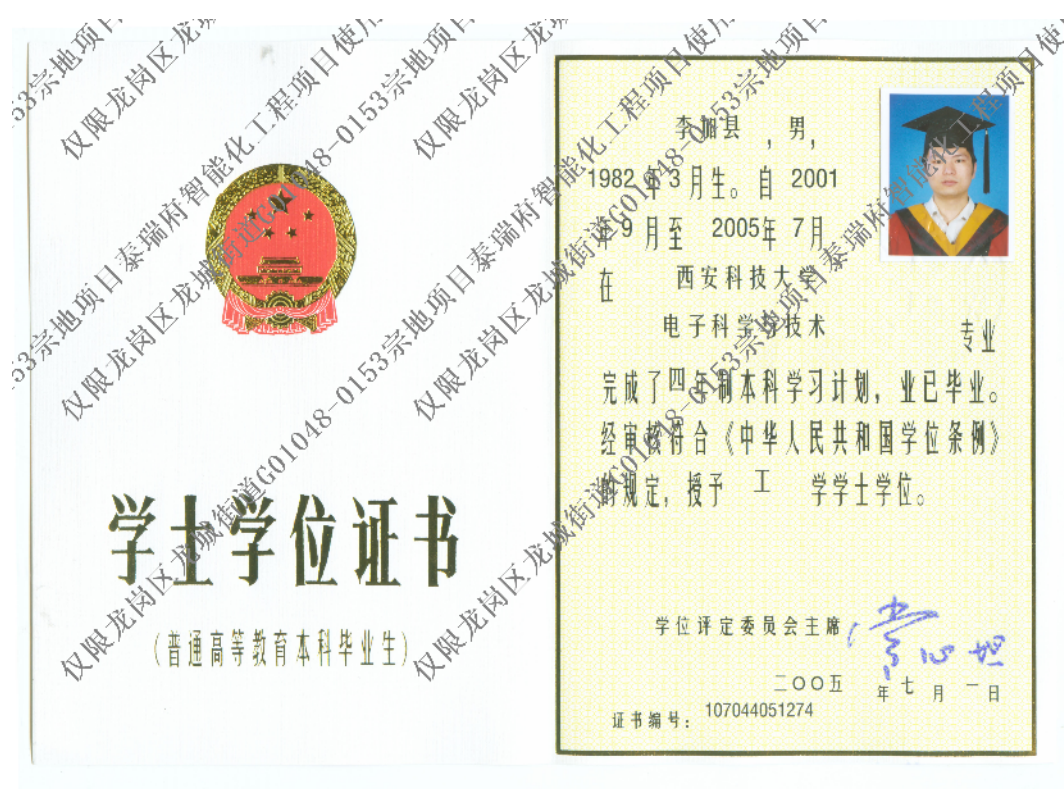 学士学位证书
(普通高等教育本科毕业生)
李加县 , 男,
1982 年 3 月生。自 2001
年 9 月至 2005年 7月
在 西安科技大学
电子科学与技术 专业
完成了四年制本科学习计划，业已毕业。
经审核符合《中华人民共和国学位条例》
的规定，授予 工 学学士学位。
学位评定委员会主席
二〇〇五 年 七 月 一 日
证书编号： 107044051274
仅限龙岗区龙城街道G01048-0153宗地项目泰瑞府智能化工程项目使用